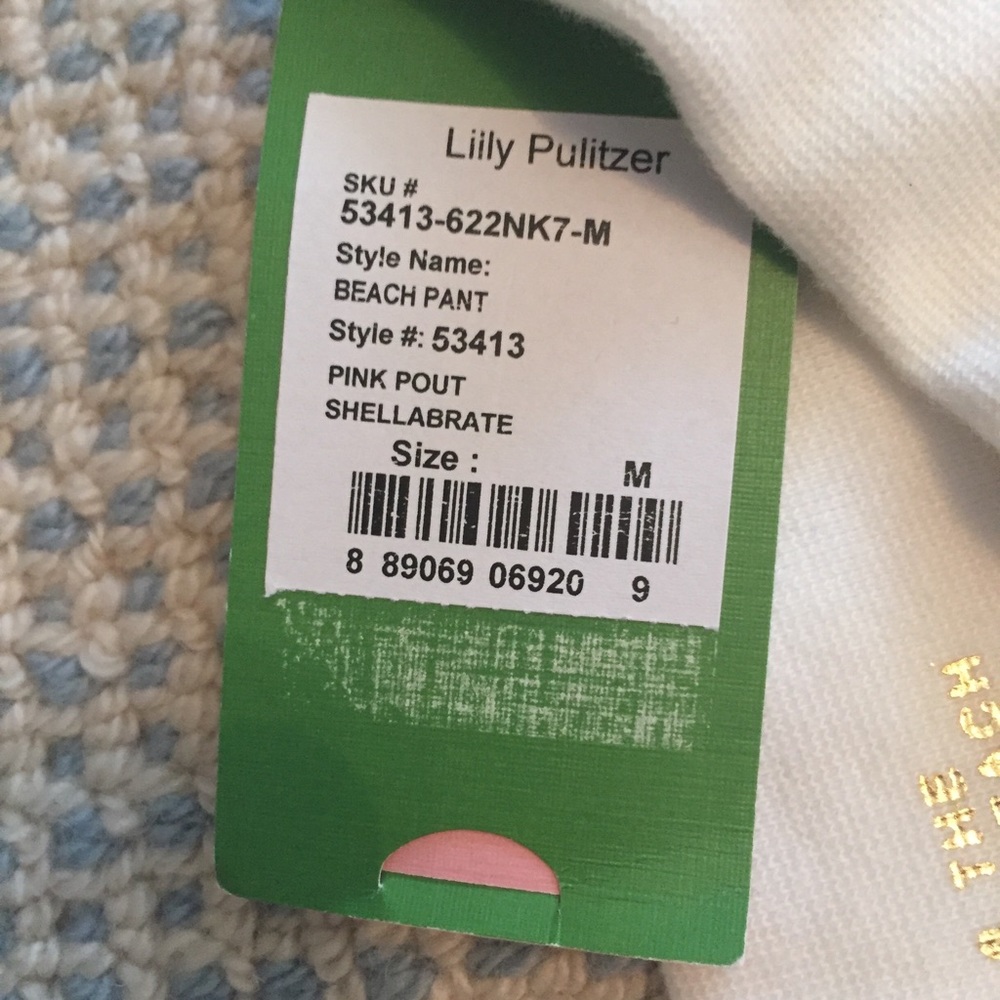 Lilly Pulitzer
SKU #
53413-622NK7-M
Style Name:
BEACH PANT
Style #: 53413
PINK POUT
SHELLABRATE
Size : M
8 89069 06920 9
THE